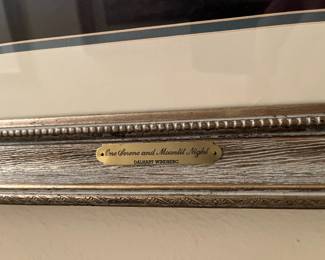 One Serene and Moonlit Night
DALHART WINDBERG